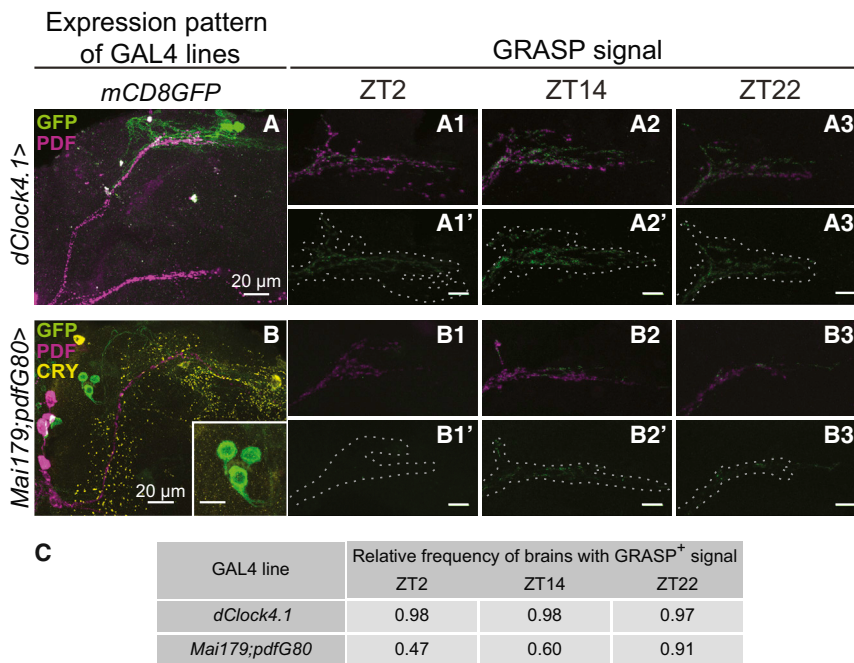 Expression pattern
of GAL4 lines
GRASP signal
mCD8GFP
ZT2
ZT14
ZT22
dClock4.1>
GFP
PDF
A
20 µm
A1
A2
A3
A1'
A2'
A3
Mai179;pdfG80>
GFP
PDF
CRY
B
20 µm
B1
B2
B3
B1'
B2'
B3
C
GAL4 line
Relative frequency of brains with GRASP+ signal
ZT2 ZT14 ZT22
dClock4.1 0.98 0.98 0.97
Mai179;pdfG80 0.47 0.60 0.91